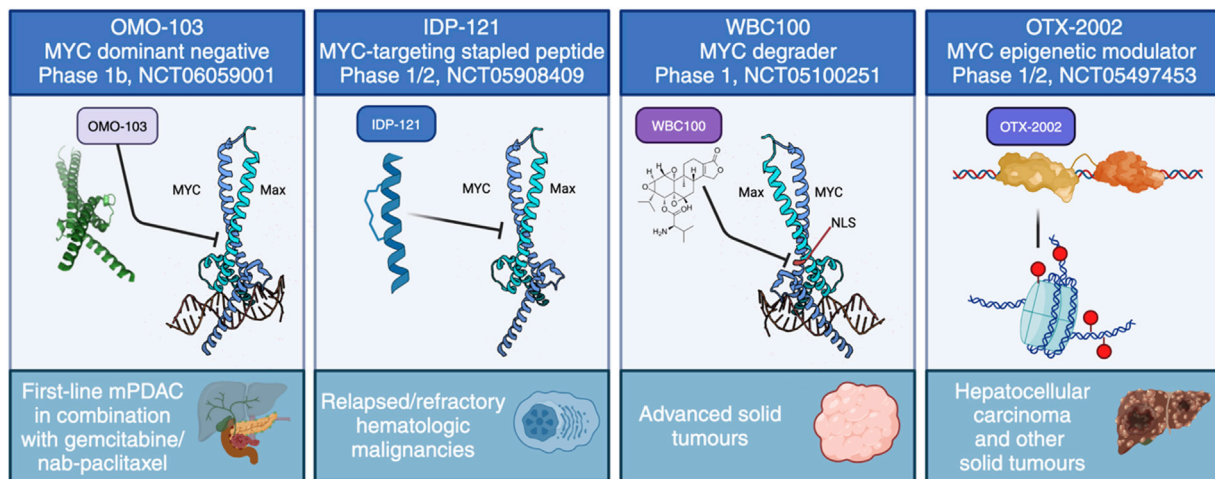 OMO-103
MYC dominant negative
Phase 1b, NCT06059001
OMO-103
MYC
Max
First-line mPDAC
in combination
with gemcitabine/
nab-paclitaxel
IDP-121
MYC-targeting stapled peptide
Phase 1/2, NCT05908409
IDP-121
MYC
Max
Relapsed/refractory
hematologic
malignancies
WBC100
MYC degrader
Phase 1, NCT05100251
WBC100
O
O
H
H
O
O
O
O
OH
O
H₂N
Max
MYC
NLS
Advanced solid
tumours
OTX-2002
MYC epigenetic modulator
Phase 1/2, NCT05497453
OTX-2002
Hepatocellular
carcinoma
and other
solid tumours